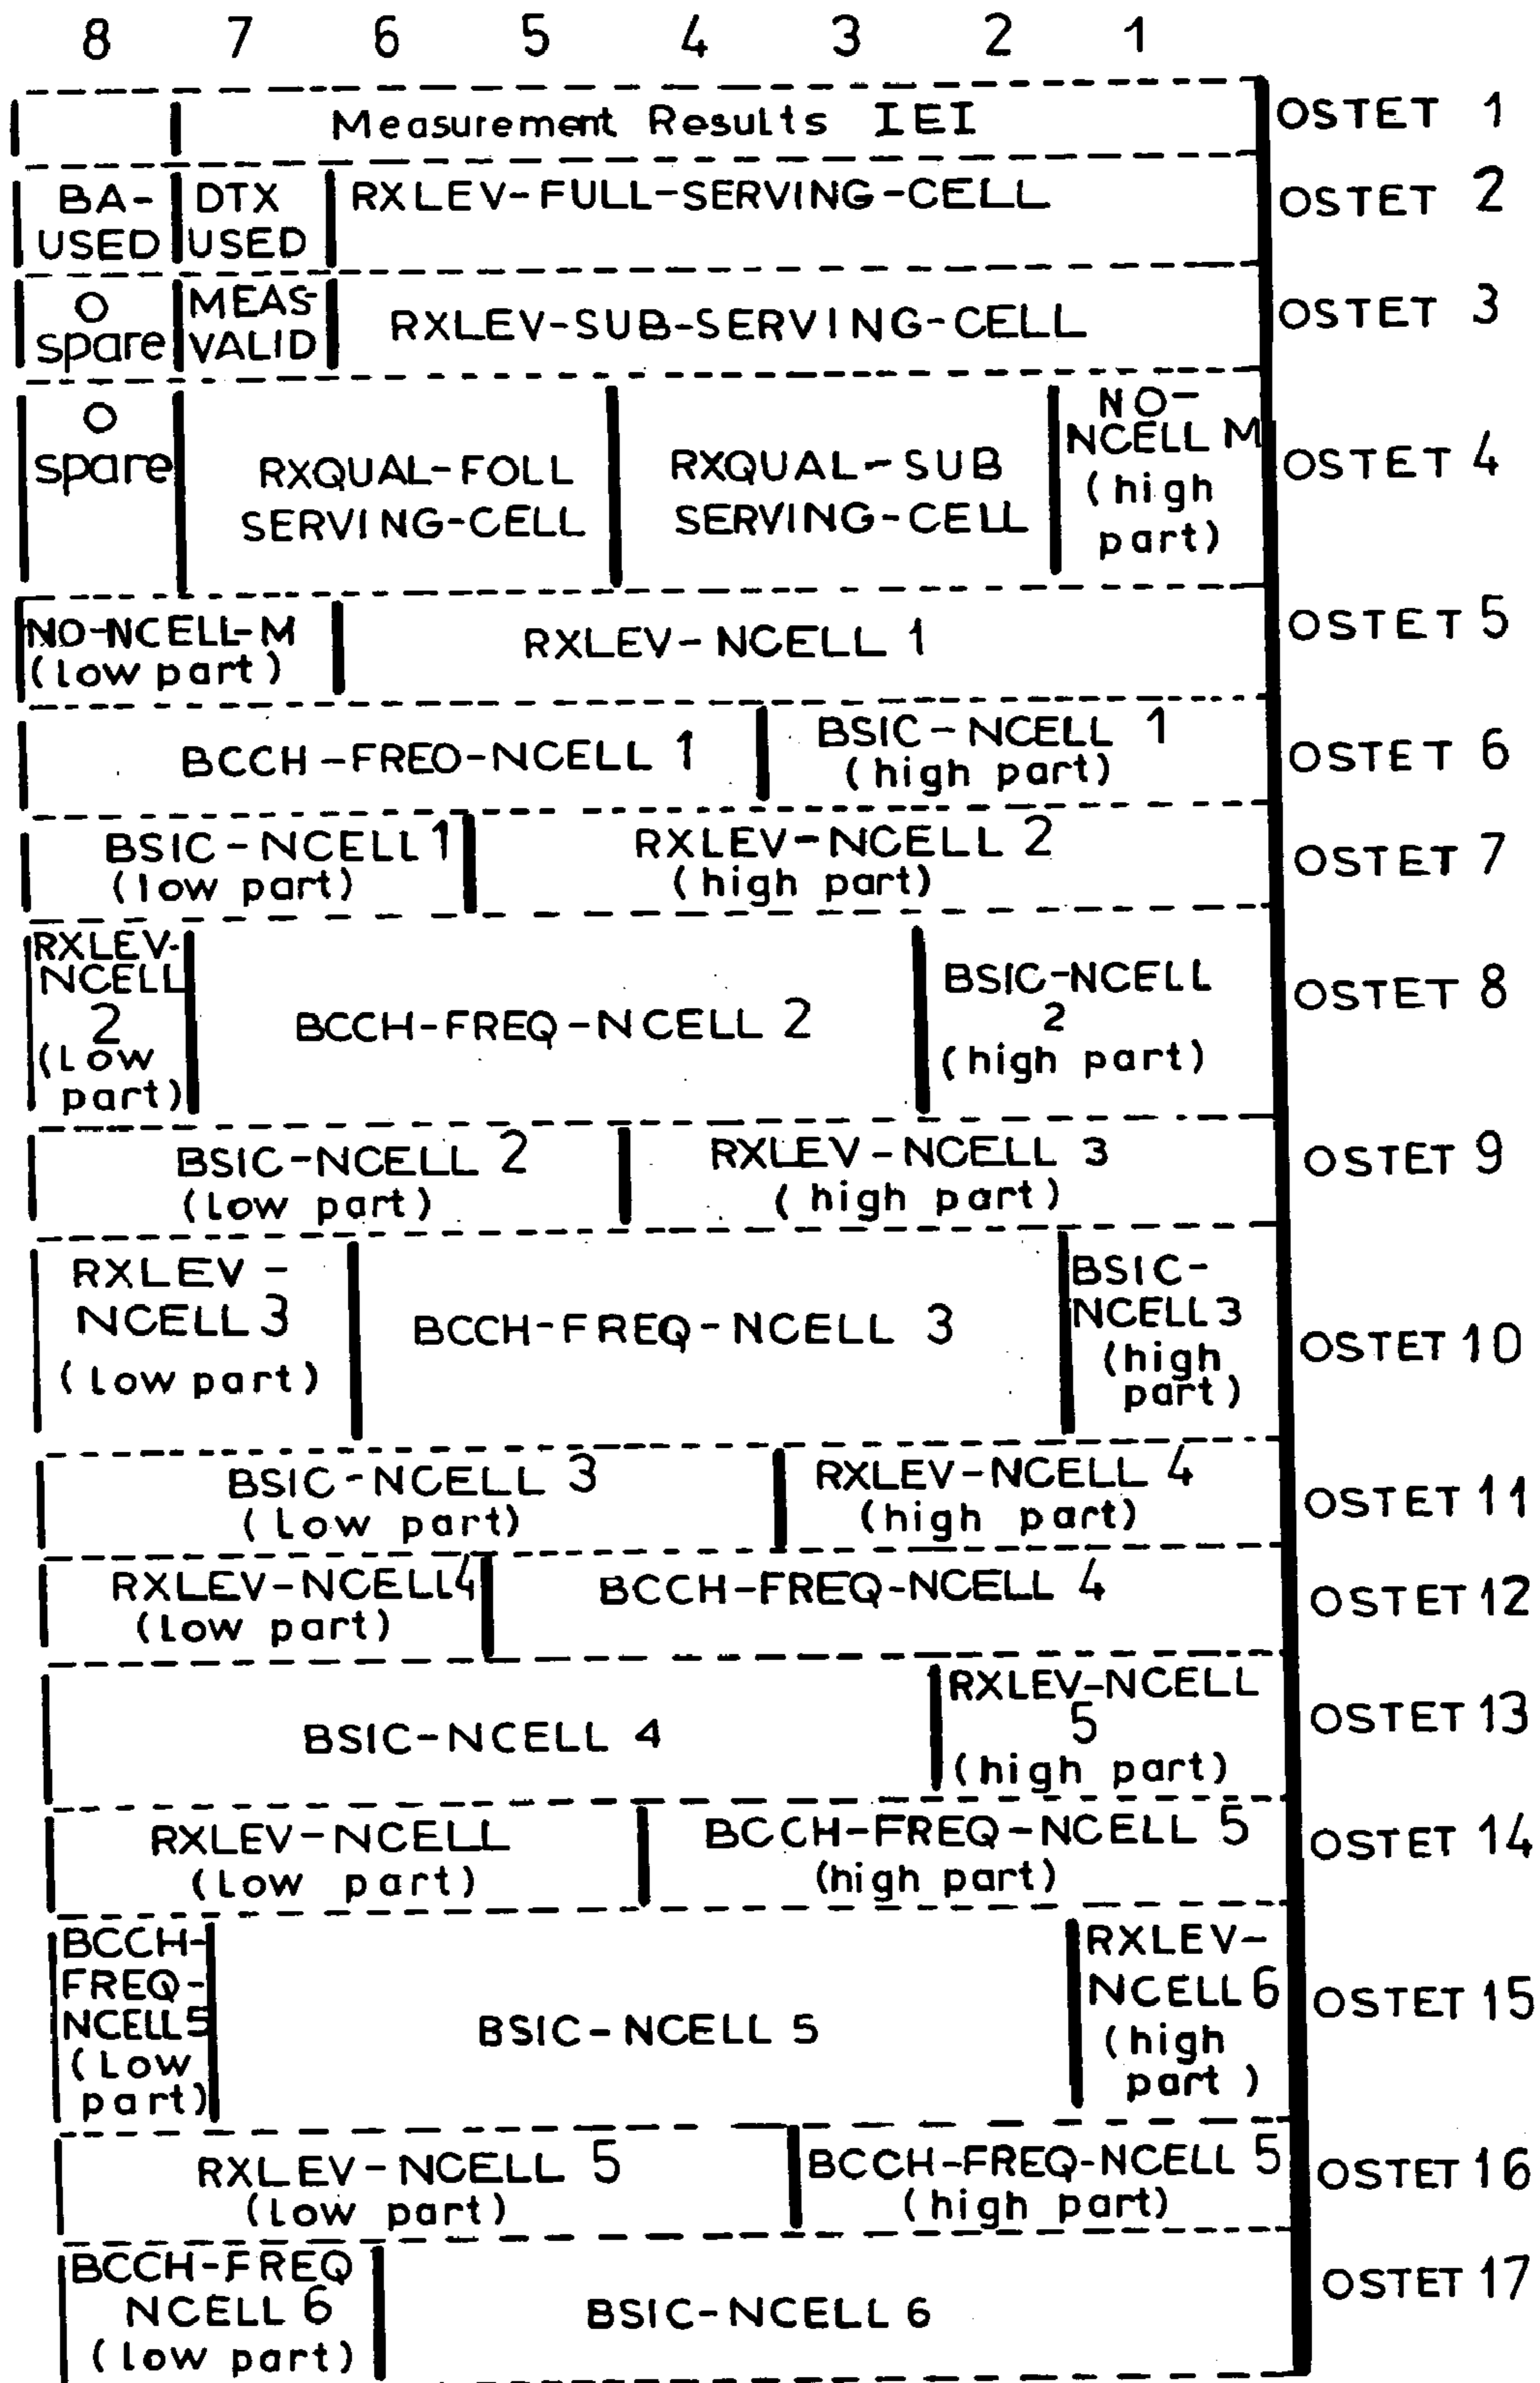 8 7 6 5 4 3 2 1
Measurement Results IEI
OSTET 1
BA-
USED
DTX
USED
RXLEV-FULL-SERVING-CELL
OSTET 2
0
spare
MEAS-
VALID
RXLEV-SUB-SERVING-CELL
OSTET 3
0
spare
RXQUAL-FOLL
SERVING-CELL
RXQUAL-SUB
SERVING-CELL
NO-
NCELL M
(high
part)
OSTET 4
NO-NCELL-M
(low part)
RXLEV-NCELL 1
OSTET 5
BCCH-FREO-NCELL 1
BSIC-NCELL 1
(high part)
OSTET 6
BSIC-NCELL 1
(low part)
RXLEV-NCELL 2
(high part)
OSTET 7
RXLEV-
NCELL
2
(Low
part)
BCCH-FREQ-NCELL 2
BSIC-NCELL
2
(high part)
OSTET 8
BSIC-NCELL 2
(low part)
RXLEV-NCELL 3
(high part)
OSTET 9
RXLEV-
NCELL 3
(Low part)
BCCH-FREQ-NCELL 3
BSIC-
NCELL 3
(high
part)
OSTET 10
BSIC-NCELL 3
(Low part)
RXLEV-NCELL 4
(high part)
OSTET 11
RXLEV-NCELL 4
(low part)
BCCH-FREQ-NCELL 4
OSTET 12
BSIC-NCELL 4
RXLEV-NCELL
5
(high part)
OSTET 13
RXLEV-NCELL
(Low part)
BCCH-FREQ-NCELL 5
(high part)
OSTET 14
BCCH-
FREQ-
NCELL 5
(Low
part)
BSIC-NCELL 5
RXLEV-
NCELL 6
(high
part)
OSTET 15
RXLEV-NCELL 5
(low part)
BCCH-FREQ-NCELL 5
(high part)
OSTET 16
BCCH-FREQ
NCELL 6
(low part)
BSIC-NCELL 6
OSTET 17